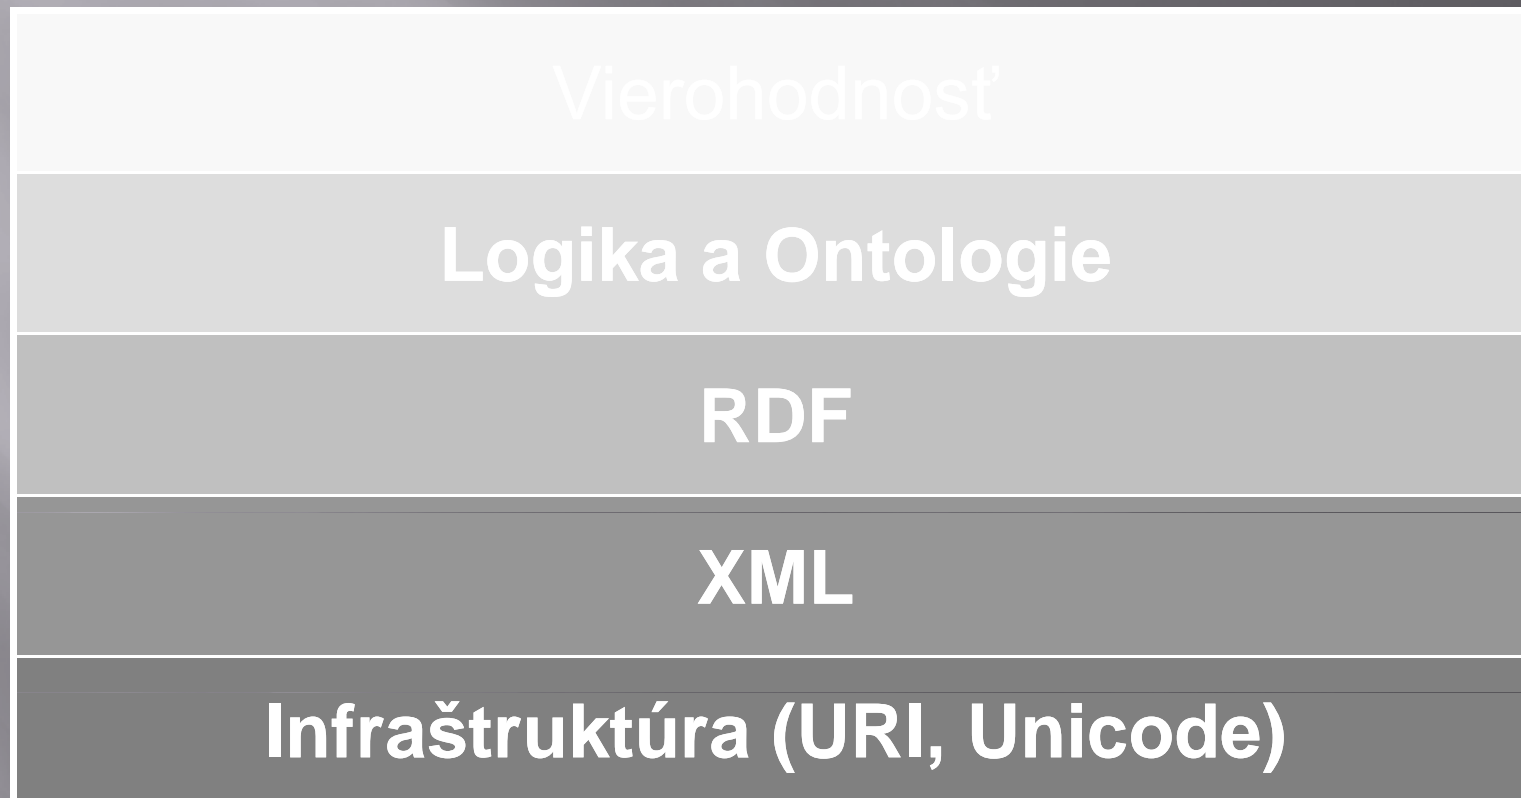 Vierohodnosť
Logika a Ontologie
RDF
XML
Infraštruktúra (URI, Unicode)